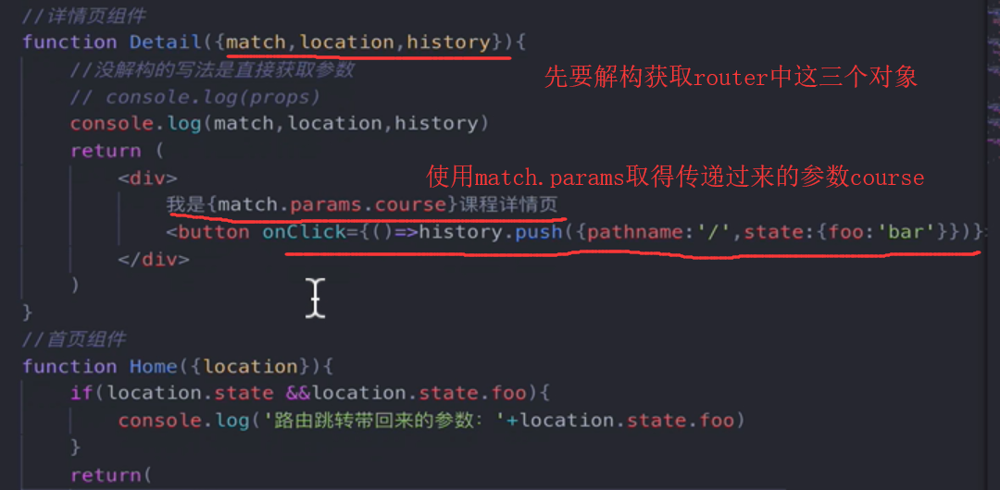 //详情页组件
function Detail({match,location,history}){
//没解构的写法是直接获取参数
先要解构获取router中这三个对象
// console.log(props)
console.log(match,location,history)
return (
<div>
使用match.params取得传递过来的参数course
我是{match.params.course}课程详情页
<button onClick={()=>history.push({pathname:'/',state:{foo:'bar'}})}
</div>
)
}
//首页组件
function Home({location}){
if(location.state &&location.state.foo){
console.log('路由跳转带回来的参数：'+location.state.foo)
}
return(